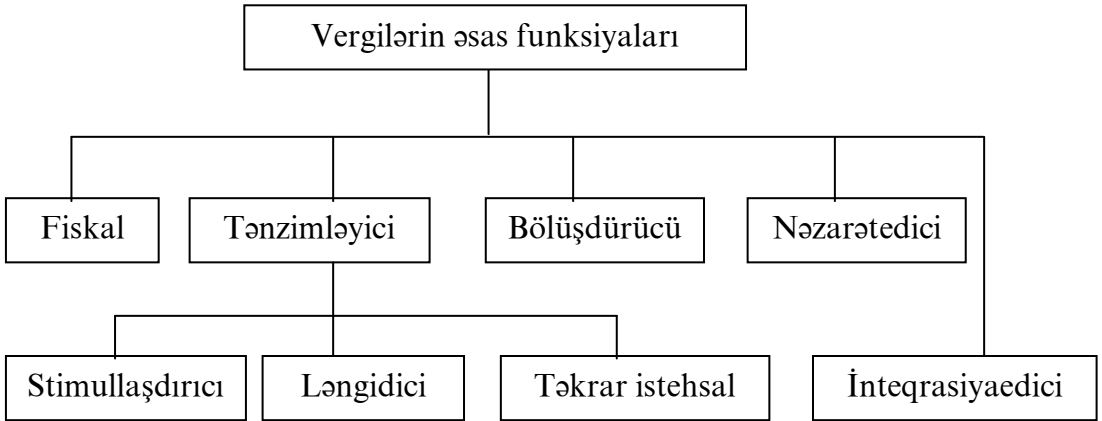 Vergilərin əsas funksiyaları
Fiskal
Tənzimləyici
Bölüşdürücü
Nəzarətedici
Stimullaşdırıcı
Ləngidici
Təkrar istehsal
İnteqrasiyaedici